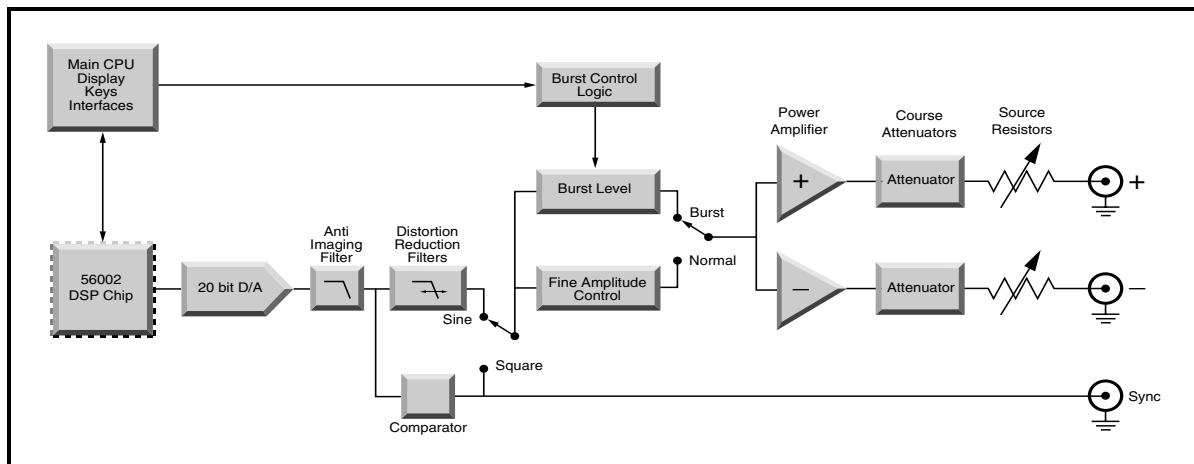 Main CPU
Display
Keys
Interfaces
Burst Control
Logic
Power
Amplifier
Course
Attenuators
Source
Resistors
Burst Level
+
Attenuator
+
Burst
Normal
56002
DSP Chip
20 bit D/A
Anti
Imaging
Filter
Distortion
Reduction
Filters
Fine Amplitude
Control
−
Attenuator
−
Sine
Square
Comparator
Sync